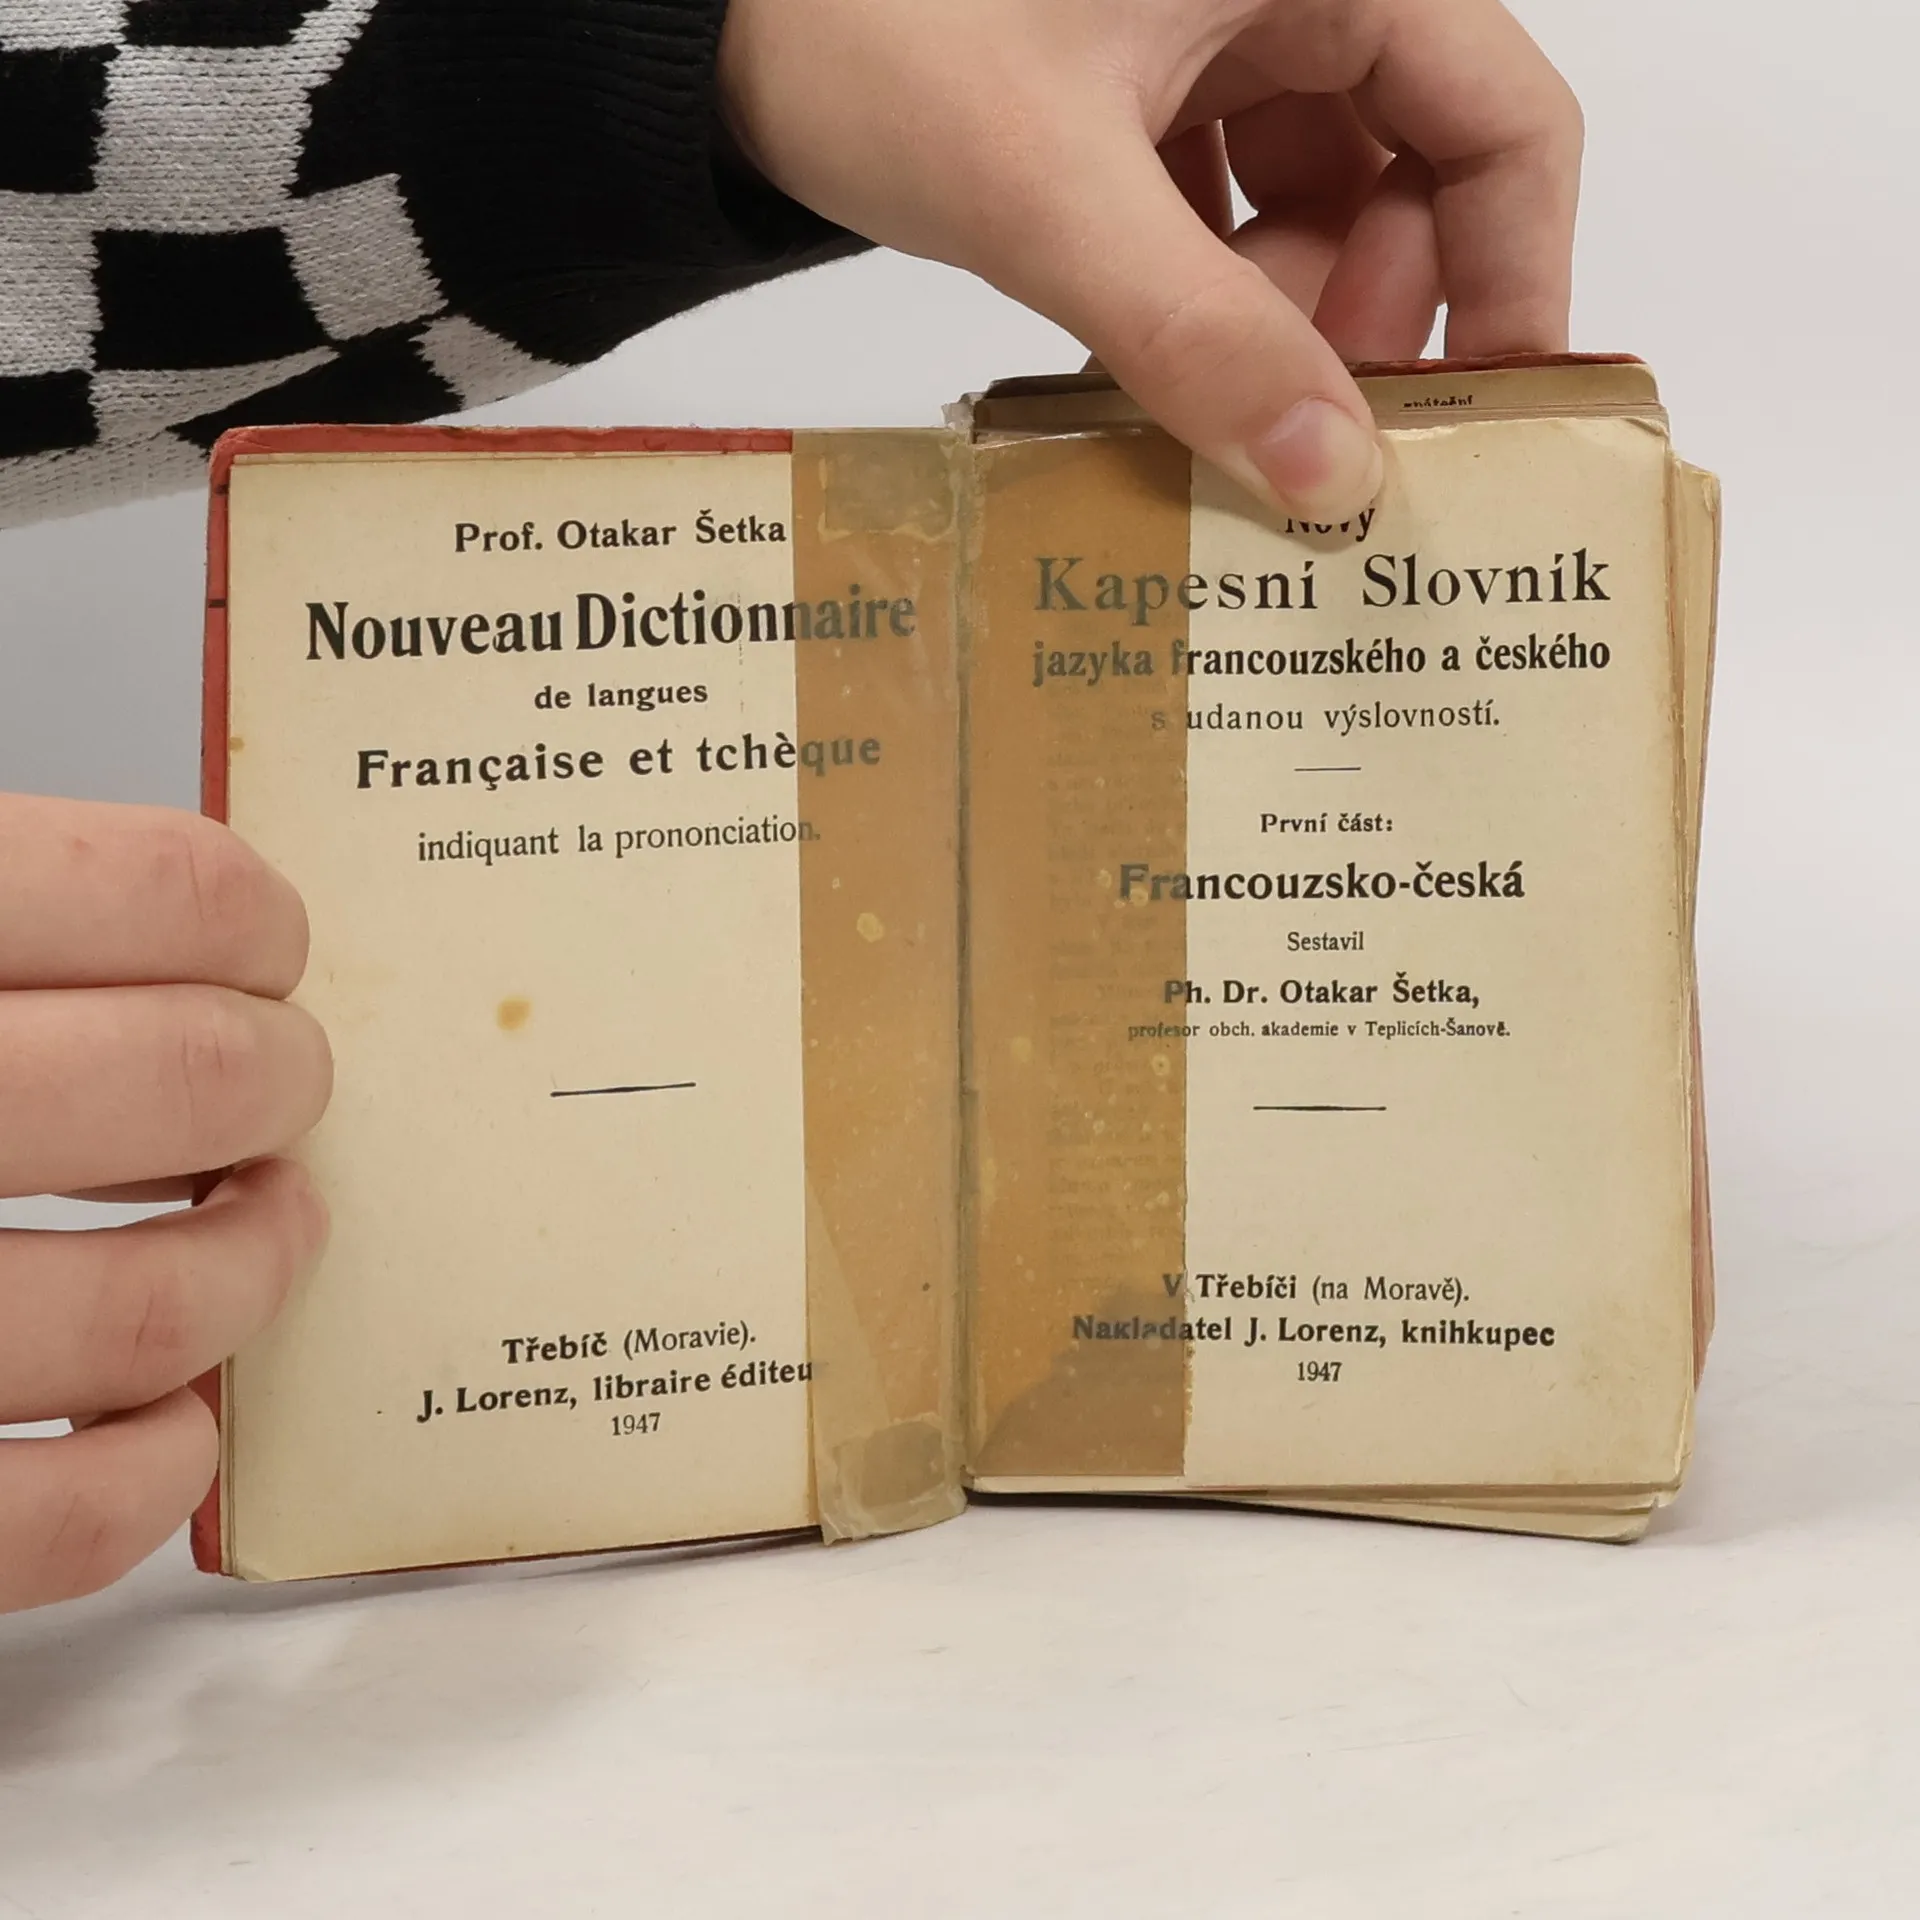 Prof. Otakar Šetka
Nouveau Dictionnaire
de langues
Française et tchèque
indiquant la prononciation.
Třebíč (Moravie).
J. Lorenz, libraire éditeur
1947
Nový
Kapesní Slovník
jazyka francouzského a českého
s udanou výslovností.
První část:
Francouzsko-česká
Sestavil
Ph. Dr. Otakar Šetka,
profesor obch. akademie v Teplicích-Šanově.
V Třebíči (na Moravě).
Nakladatel J. Lorenz, knihkupec
1947